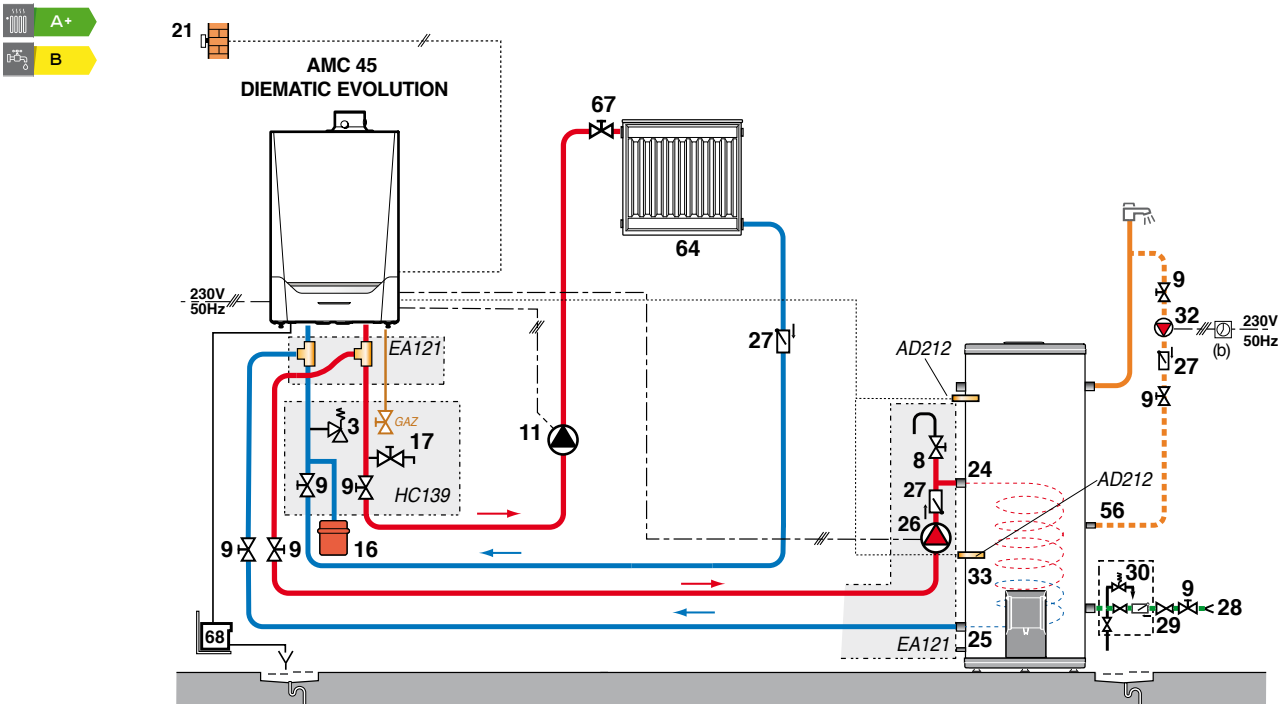 A+
B
21
AMC 45
DIEMATIC EVOLUTION
67
64
230V
50Hz
EA121
GAZ
3
17
9
9
HC139
11
27
16
9
9
68
AD212
8
24
27
26
33
25
EA121
AD212
56
9
32
(b)
230V
50Hz
27
9
30
9
28
29